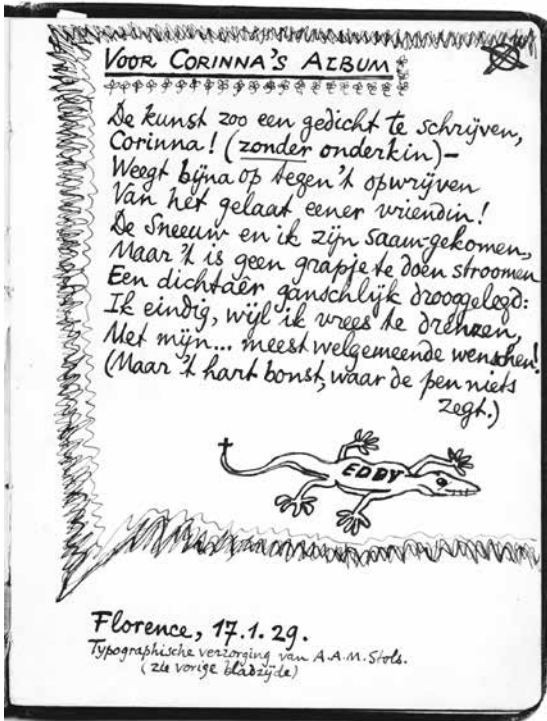 VOOR CORINNA'S ALBUM
De kunst zoo een gedicht te schrijven,
Corinna! (zonder onderkin)—
Weegt bijna op tegen 't opwrijven
Van het gelaat eener vriendin!
De Sneeuw en ik zijn saam-gekomen,
Maar 't is geen grapje te doen stroomen
Een dichtaêr ganschlijk drooggelegd:
Ik eindig, wijl ik vrees te drenzen,
Met mijn... meest welgemeende wenschen!
(Maar 't hart bonst, waar de pen niets
zegt.)
EDDY
Florence, 17.1.29.
Typographische verzorging van A.A.M. Stols.
(zie vorige bladzijde)